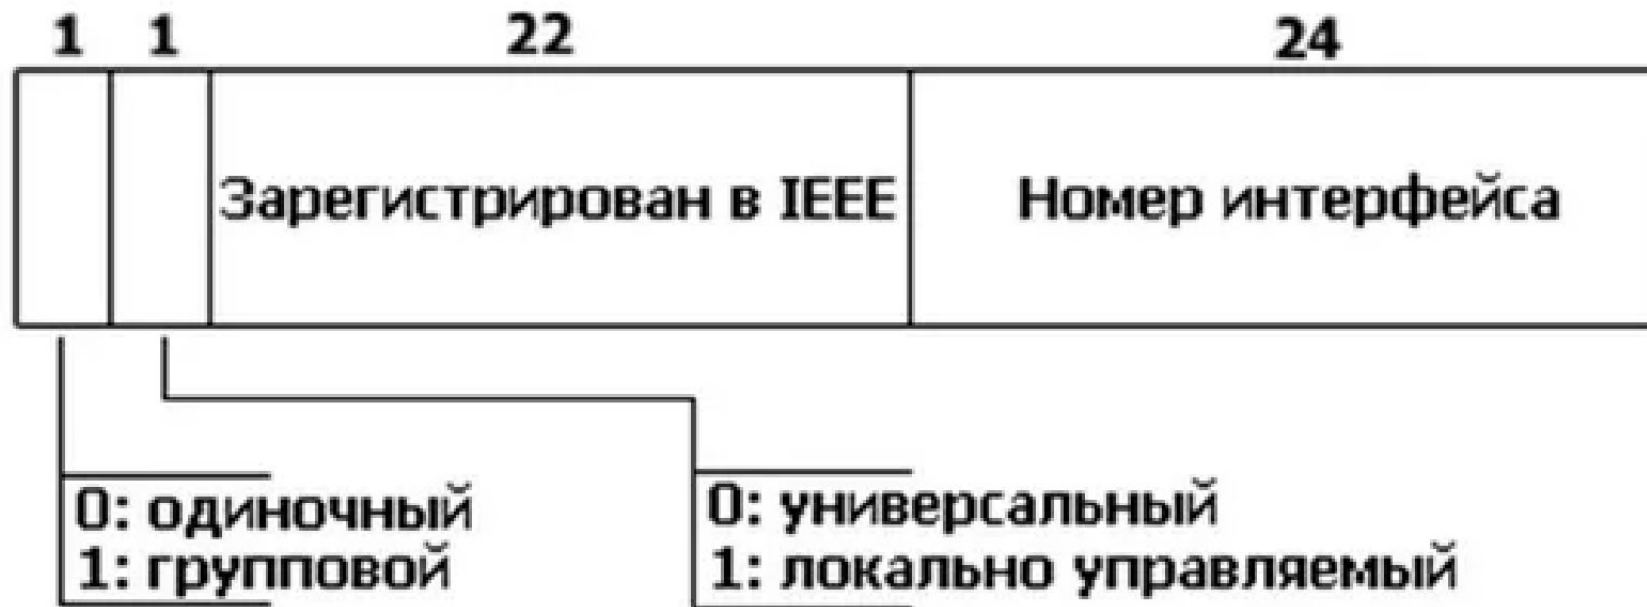 1 1 22 24
Зарегистрирован в IEEE Номер интерфейса
0: одиночный
1: групповой
0: универсальный
1: локально управляемый